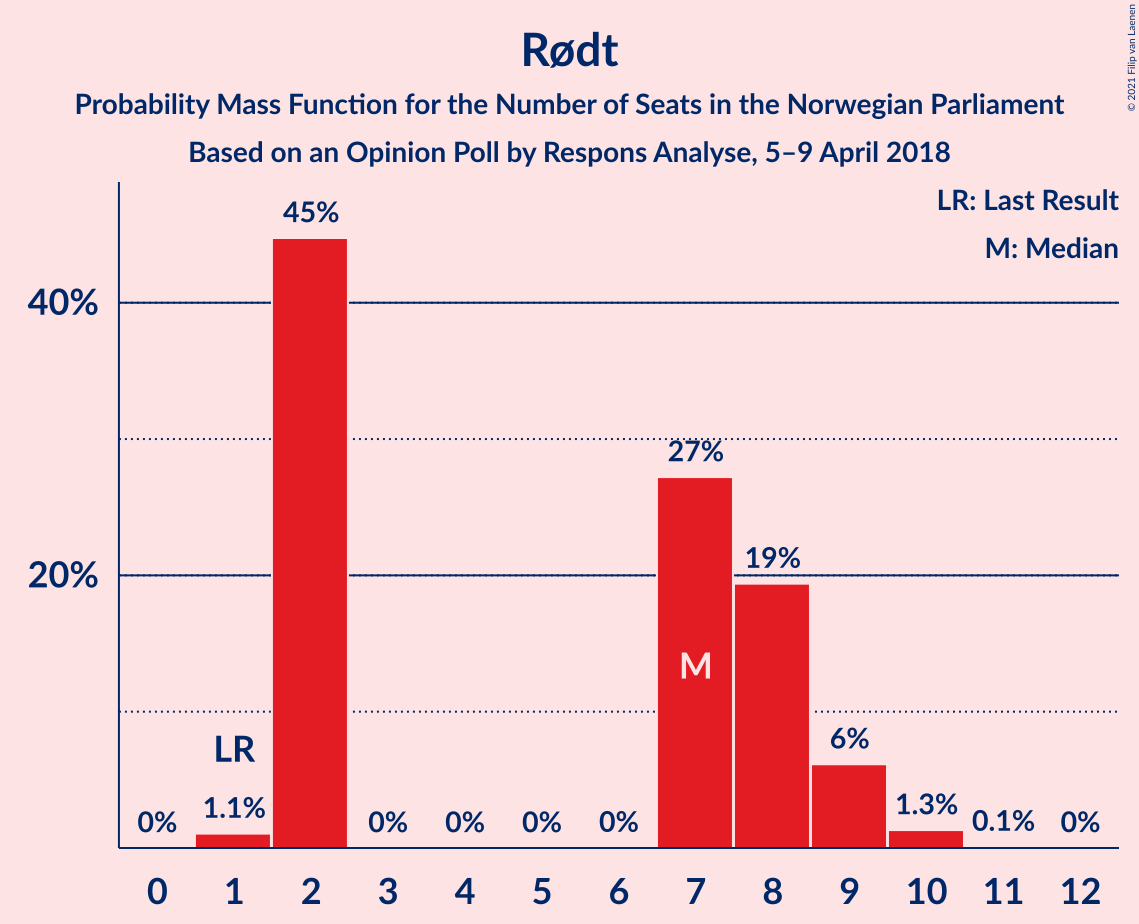 Rødt
Probability Mass Function for the Number of Seats in the Norwegian Parliament
Based on an Opinion Poll by Respons Analyse, 5–9 April 2018
© 2021 Filip van Laenen
LR: Last Result
M: Median
45%
40%
27%
20%
19%
M
LR
6%
1.1%
1.3%
0%
0%
0%
0%
0%
0.1%
0%
0 1 2 3 4 5 6 7 8 9 10 11 12